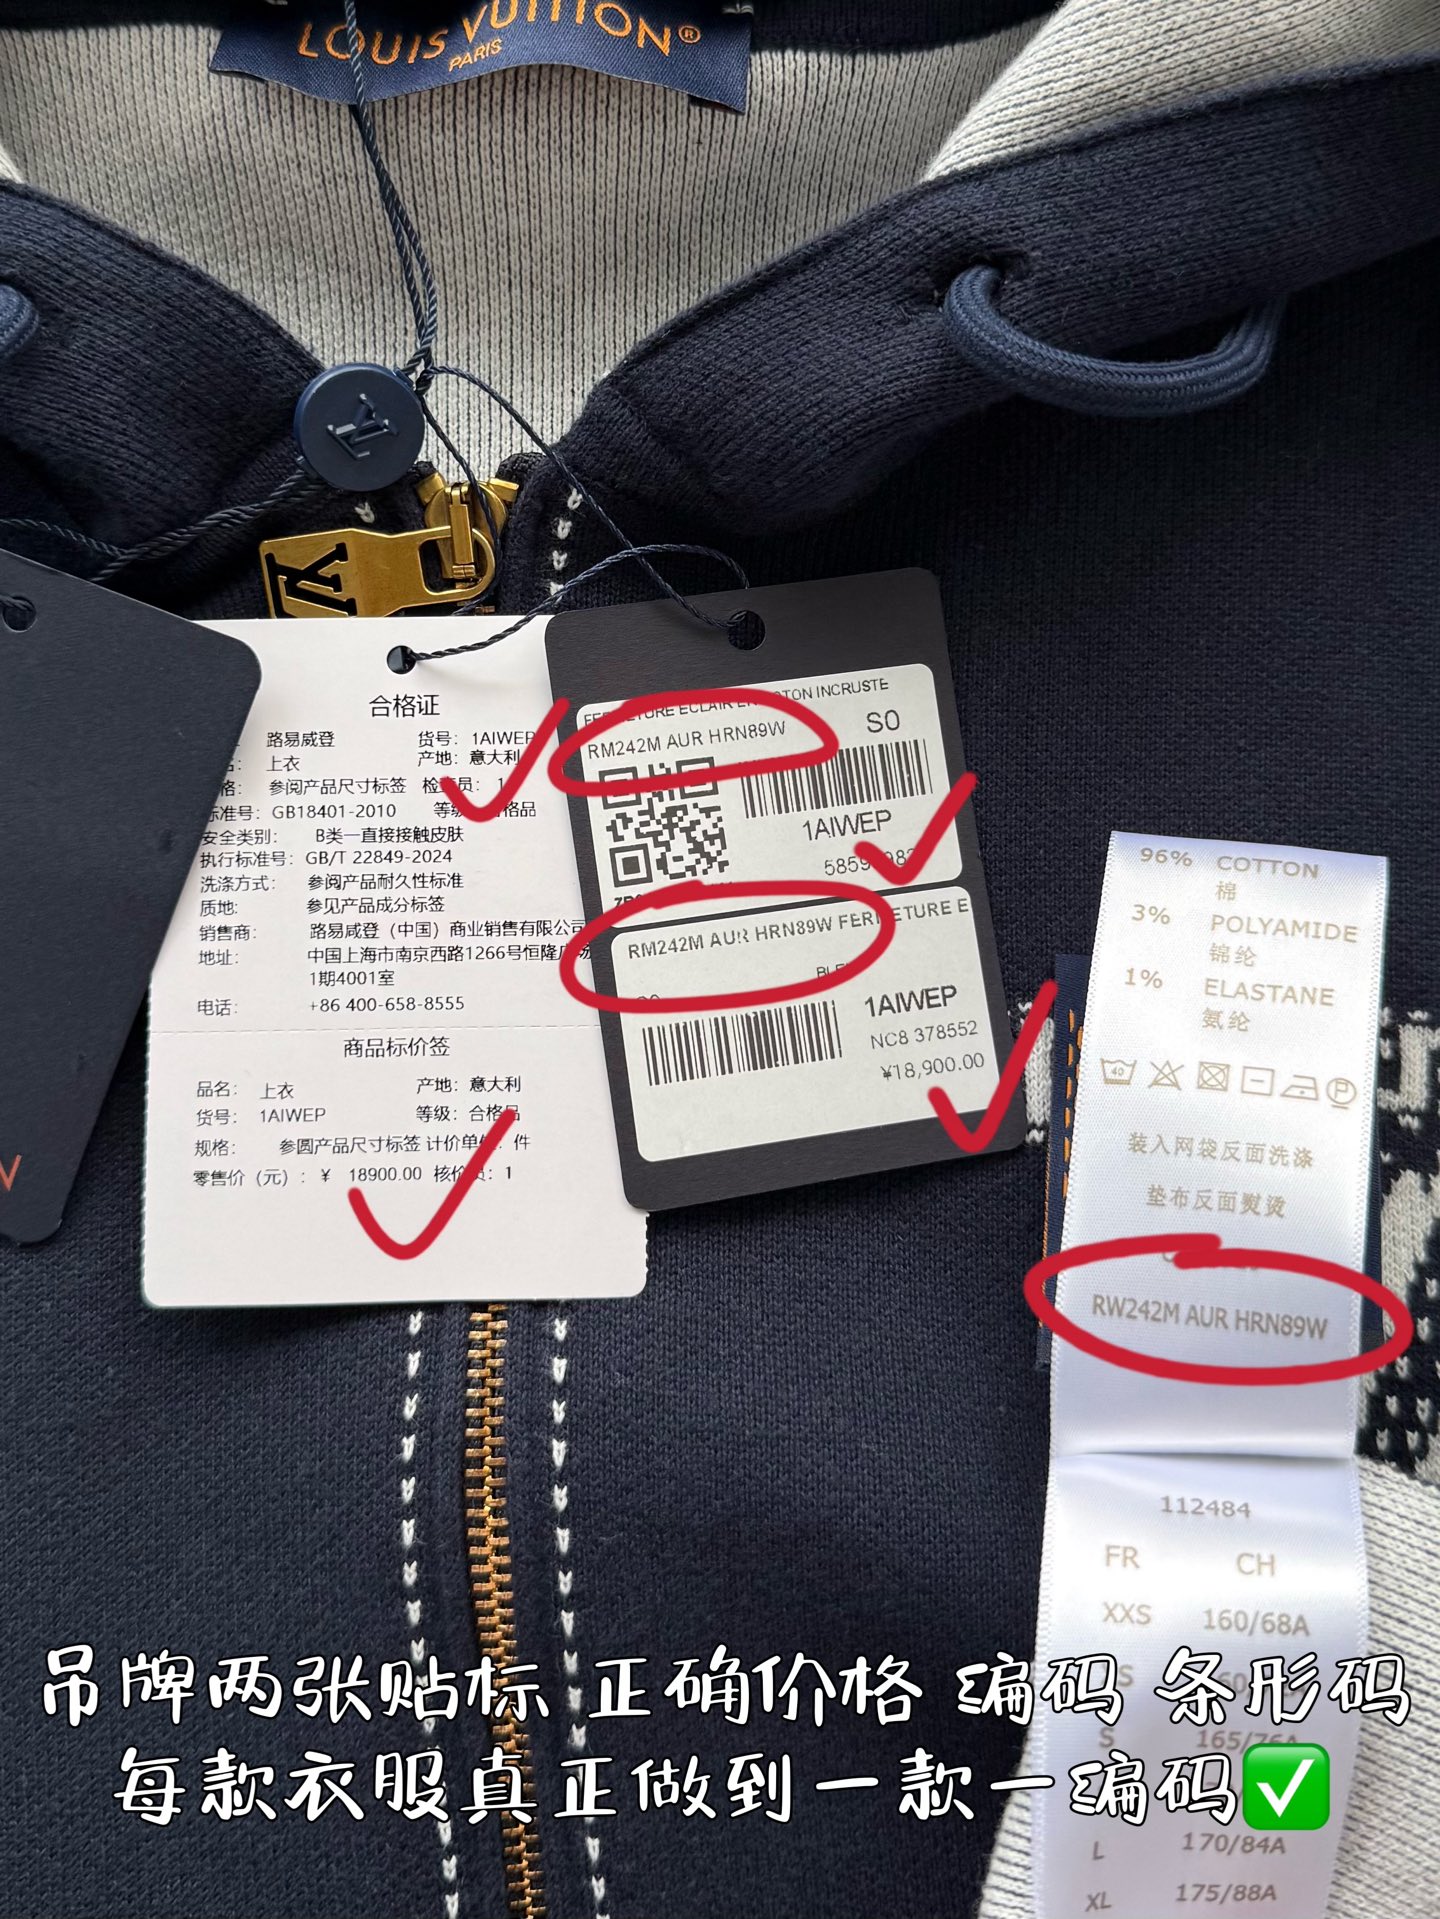 LOUIS VUITTON®
PARIS
合格证
路易威登 货号: 1AIWEP
上衣 产地: 意大利
参阅产品尺寸标签
GB18401-2010
安全类别: B类一直接接触皮肤
执行标准号: GB/T 22849-2024
洗涤方式: 参阅产品耐久性标准
质地: 参见产品成分标签
销售商: 路易威登（中国）商业销售有限公司
地址: 中国上海市南京西路1266号恒隆广场
1期4001室
电话: +86 400-658-8555
商品标价签
品名: 上衣 产地: 意大利
货号: 1AIWEP 等级: 合格品
规格: 参圆产品尺寸标签 计价单位: 件
零售价（元）: ¥ 18900.00 核价员: 1
INCRUSTE
RM242M AUR HRN89W S0
1AIWEP
RM242M AUR HRN89W FERMETURE E
1AIWEP
NC8 378552
¥18,900.00
96% COTTON
棉
3% POLYAMIDE
锦纶
1% ELASTANE
氨纶
40
P
装入网袋反面洗涤
垫布反面熨烫
RW242M AUR HRN89W
112484
FR CH
XXS 160/68A
S
L 170/84A
XL 175/88A
吊牌两张贴标 正确价格 编码 条形码
每款衣服真正做到一款一编码✅